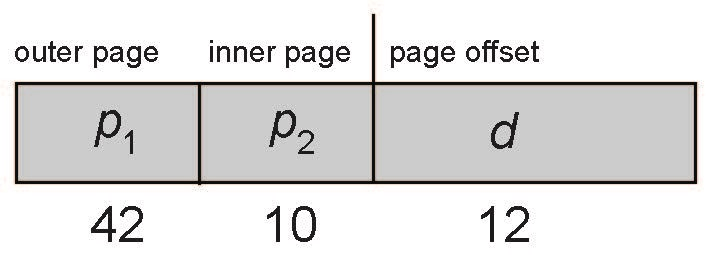 outer page inner page page offset
p1 p2 d
42 10 12